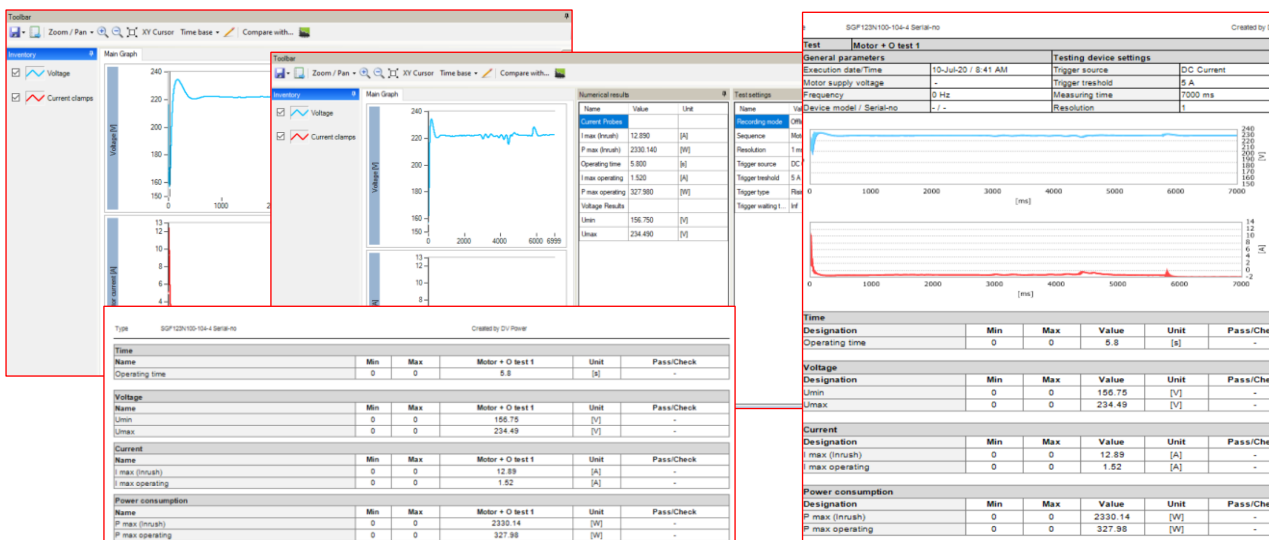 Toolbar
Zoom / Pan XY Cursor Time base Compare with...
Inventory
Main Graph
Voltage
Current clamps
Voltage [V]
240
220
200
180
160
150
0 1000
13
12
10
8
6
4
Toolbar
Zoom / Pan XY Cursor Time base Compare with...
Inventory
Main Graph
Voltage
Current clamps
Voltage [V]
240
220
200
180
160
150
0 2000 4000 6000 6999
13
12
10
8
Numerical results
Name Value Unit
Current Probes
I max (Inrush) 12.890 [A]
P max (Inrush) 2330.140 [W]
Operating time 5.800 [s]
I max operating 1.520 [A]
P max operating 327.980 [W]
Voltage Results
Umin 156.750 [V]
Umax 234.490 [V]
Test settings
Name
Recording mode
Sequence
Resolution
Trigger source
Trigger treshold 5 A
Trigger type
Trigger waiting t... Inf
Type SGF123N100-104-4 Serial-no Created by DV Power
Time
Name Min Max Motor + O test 1 Unit Pass/Check
Operating time 0 0 5.8 [s] -
Voltage
Name Min Max Motor + O test 1 Unit Pass/Check
Umin 0 0 156.75 [V] -
Umax 0 0 234.49 [V] -
Current
Name Min Max Motor + O test 1 Unit Pass/Check
I max (Inrush) 0 0 12.89 [A] -
I max operating 0 0 1.52 [A] -
Power consumption
Name Min Max Motor + O test 1 Unit Pass/Check
P max (Inrush) 0 0 2330.14 [W] -
P max operating 0 0 327.98 [W] -
SGF123N100-104-4 Serial-no Created by
Test Motor + O test 1
General parameters Testing device settings
Execution date/Time 10-Jul-20 / 8:41 AM Trigger source DC Current
Motor supply voltage - Trigger treshold 5 A
Frequency 0 Hz Measuring time 7000 ms
Device model / Serial-no - / - Resolution 1
240
230
220
210
200
190
180
170
160
150
[V]
0 1000 2000 3000 4000 5000 6000 7000
[ms]
14
12
10
8
6
4
2
0
-2
[A]
0 1000 2000 3000 4000 5000 6000 7000
[ms]
Time
Designation Min Max Value Unit
Operating time 0 0 5.8 [s] -
Voltage
Designation Min Max Value Unit
Umin 0 0 156.75 [V] -
Umax 0 0 234.49 [V] -
Current
Designation Min Max Value Unit
I max (Inrush) 0 0 12.89 [A] -
I max operating 0 0 1.52 [A] -
Power consumption
Designation Min Max Value Unit
P max (Inrush) 0 0 2330.14 [W] -
P max operating 0 0 327.98 [W] -